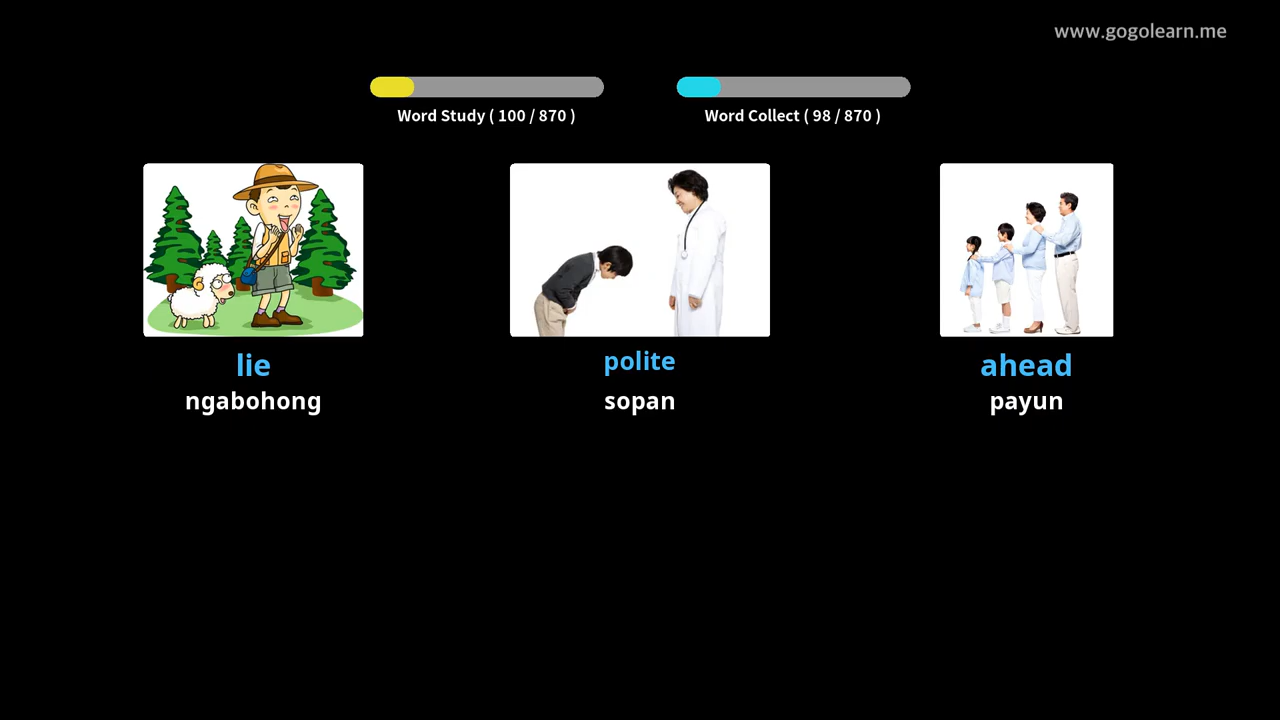 www.gogolearn.me
Word Study ( 100 / 870 )
Word Collect ( 98 / 870 )
lie
ngabohong
polite
sopan
ahead
payun